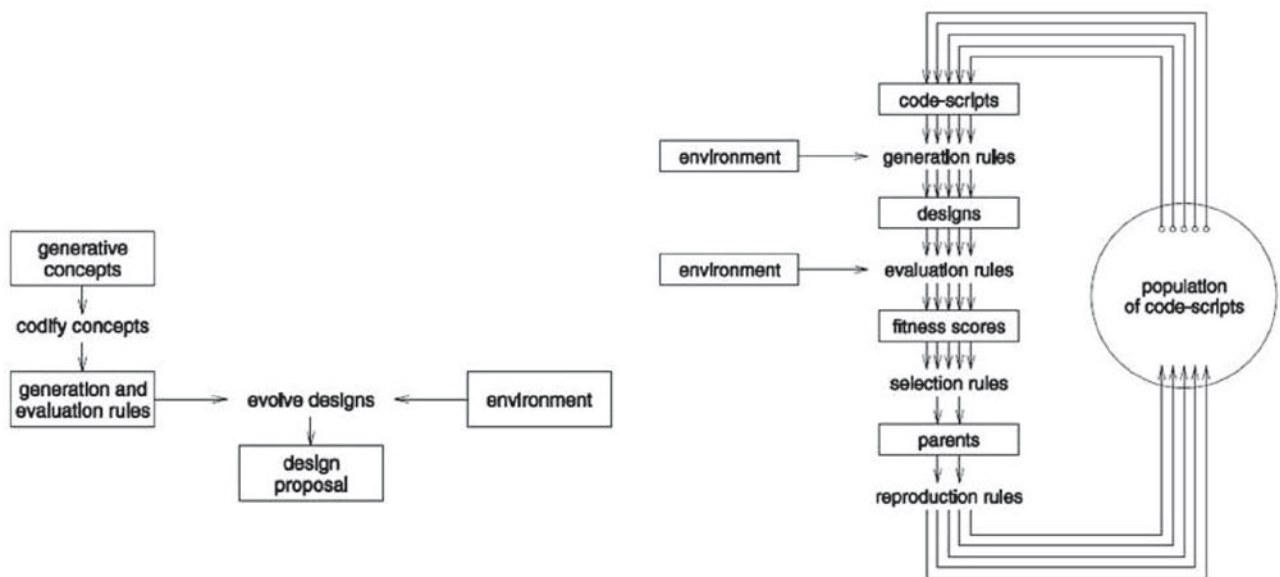 generative
concepts
codify concepts
generation and
evaluation rules
evolve designs
environment
design
proposal
code-scripts
environment
generation rules
designs
environment
evaluation rules
fitness scores
selection rules
parents
reproduction rules
population
of code-scripts